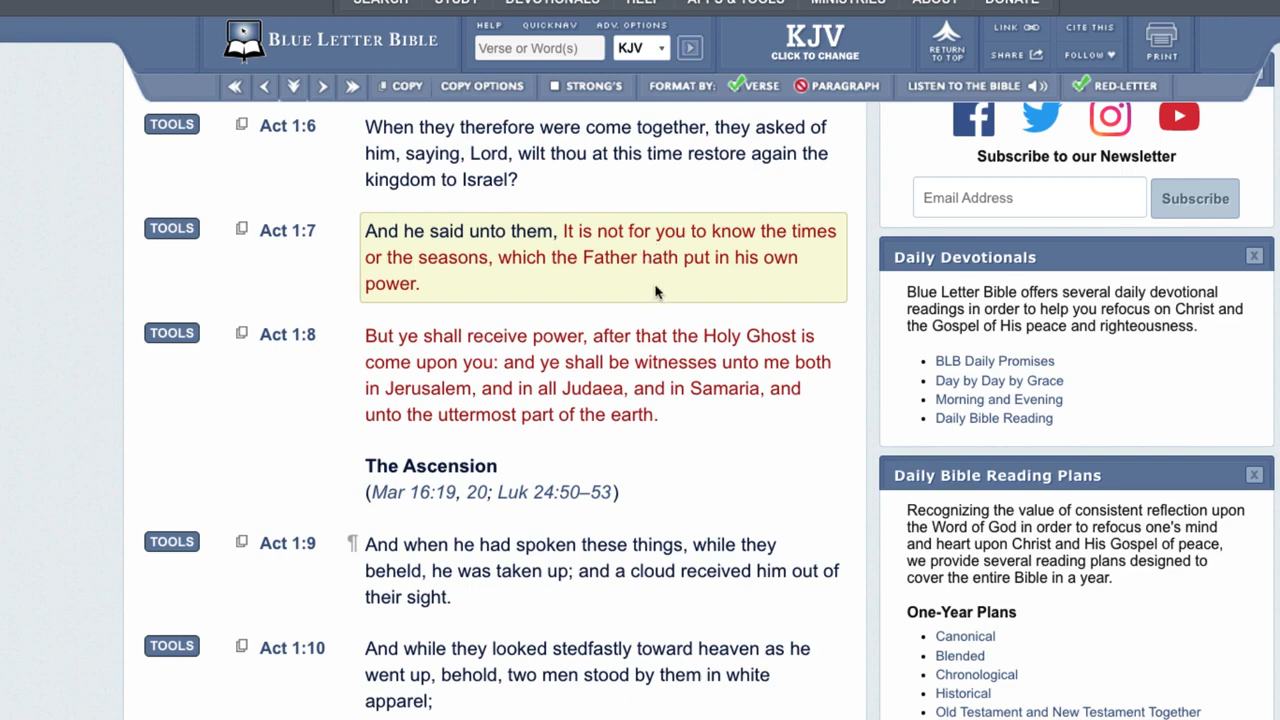 SEARCH STUDY DEVOTIONALS HELP APPS & TOOLS MINISTRIES ABOUT DONATE
BLUE LETTER BIBLE
HELP QUICKNAV ADV. OPTIONS
Verse or Word(s) KJV
KJV
CLICK TO CHANGE
RETURN
TO TOP
LINK
SHARE
CITE THIS
FOLLOW
PRINT
COPY COPY OPTIONS STRONG'S FORMAT BY: VERSE PARAGRAPH LISTEN TO THE BIBLE RED-LETTER
TOOLS Act 1:6 When they therefore were come together, they asked of
him, saying, Lord, wilt thou at this time restore again the
kingdom to Israel?
TOOLS Act 1:7 And he said unto them, It is not for you to know the times
or the seasons, which the Father hath put in his own
power.
TOOLS Act 1:8 But ye shall receive power, after that the Holy Ghost is
come upon you: and ye shall be witnesses unto me both
in Jerusalem, and in all Judaea, and in Samaria, and
unto the uttermost part of the earth.
The Ascension
(Mar 16:19, 20; Luk 24:50–53)
TOOLS Act 1:9 ¶ And when he had spoken these things, while they
beheld, he was taken up; and a cloud received him out of
their sight.
TOOLS Act 1:10 And while they looked stedfastly toward heaven as he
went up, behold, two men stood by them in white
apparel;
Subscribe to our Newsletter
Email Address Subscribe
Daily Devotionals
Blue Letter Bible offers several daily devotional
readings in order to help you refocus on Christ and
the Gospel of His peace and righteousness.
• BLB Daily Promises
• Day by Day by Grace
• Morning and Evening
• Daily Bible Reading
Daily Bible Reading Plans
Recognizing the value of consistent reflection upon
the Word of God in order to refocus one's mind
and heart upon Christ and His Gospel of peace,
we provide several reading plans designed to
cover the entire Bible in a year.
One-Year Plans
• Canonical
• Blended
• Chronological
• Historical
• Old Testament and New Testament Together